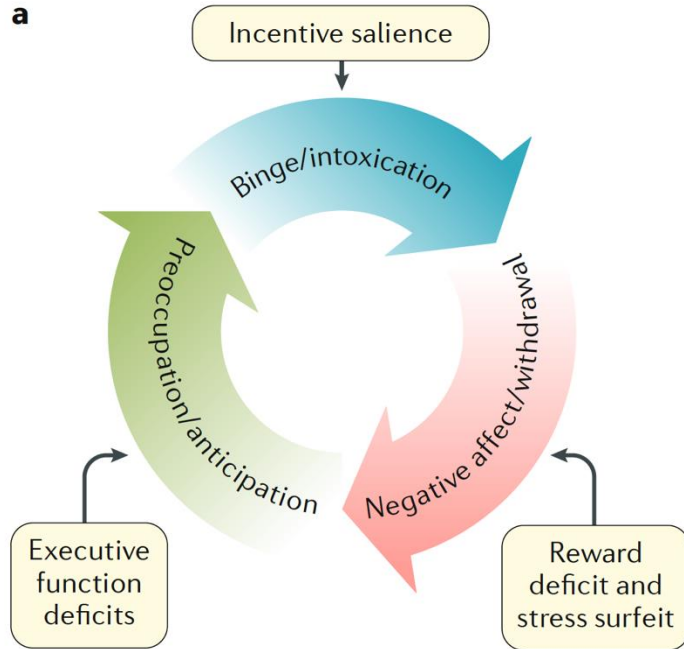 a
Incentive salience
Binge/intoxication
Negative affect/withdrawal
Preoccupation/anticipation
Executive
function
deficits
Reward
deficit and
stress surfeit